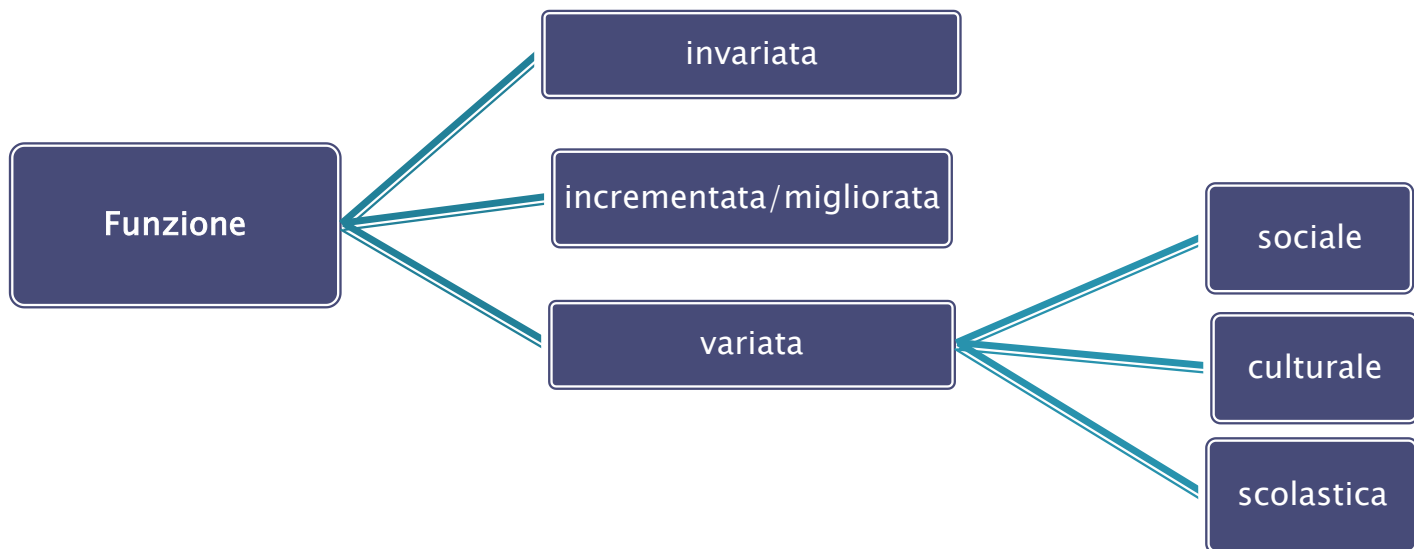 Funzione
invariata
incrementata/migliorata
variata
sociale
culturale
scolastica